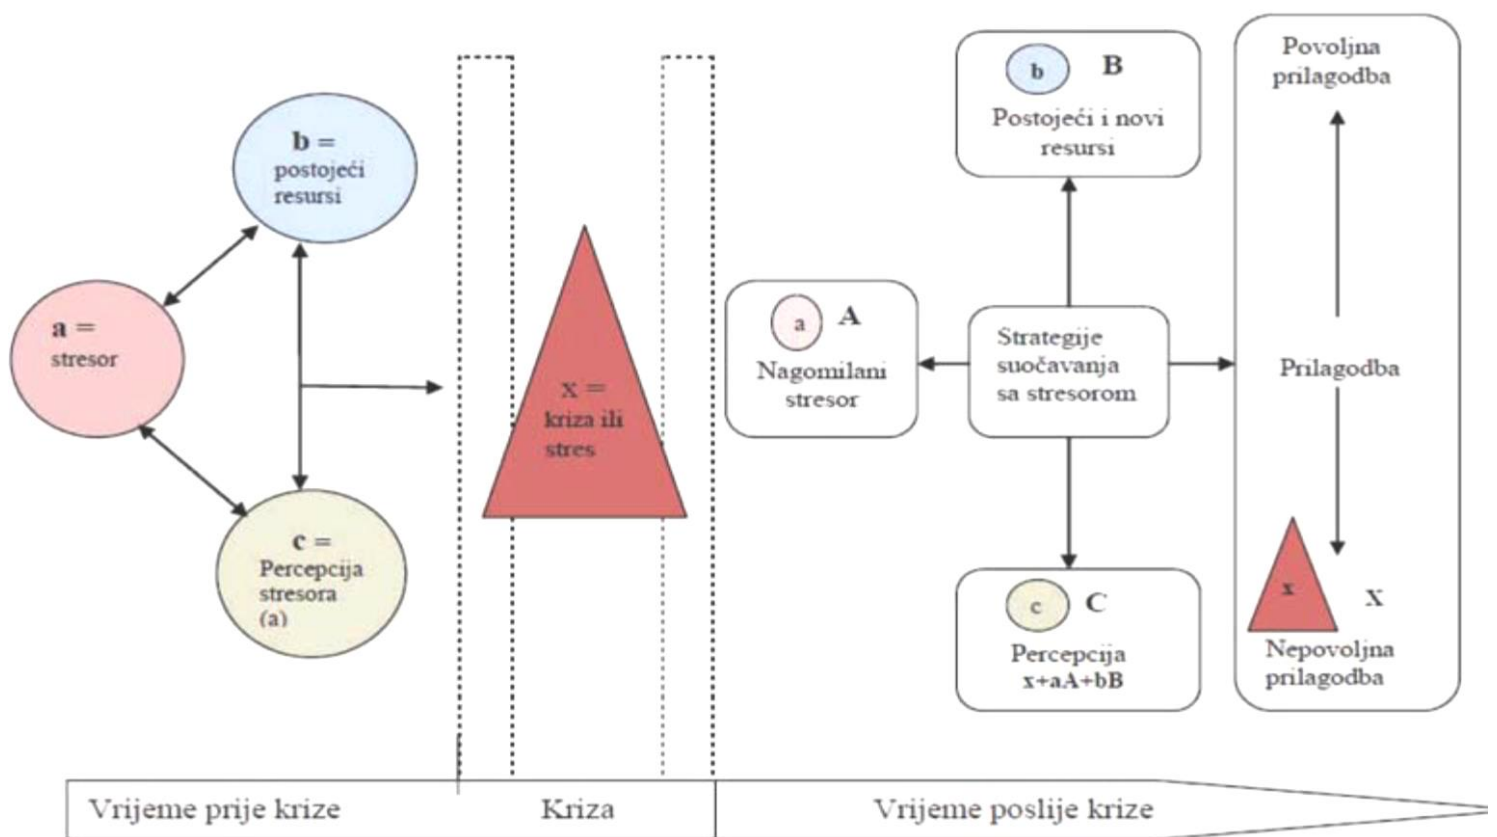 b =
postojeći
resursi
a =
stresor
c =
Percepcija
stresora
(a)
x =
kriza ili
stres
b B
Postojeći i novi
resursi
a A
Nagomilani
stresor
Strategije
suočavanja
sa stresorom
c C
Percepcija
x+aA+bB
Povoljna
prilagodba
Prilagodba
x X
Nepovoljna
prilagodba
Vrijeme prije krize
Kriza
Vrijeme poslije krize